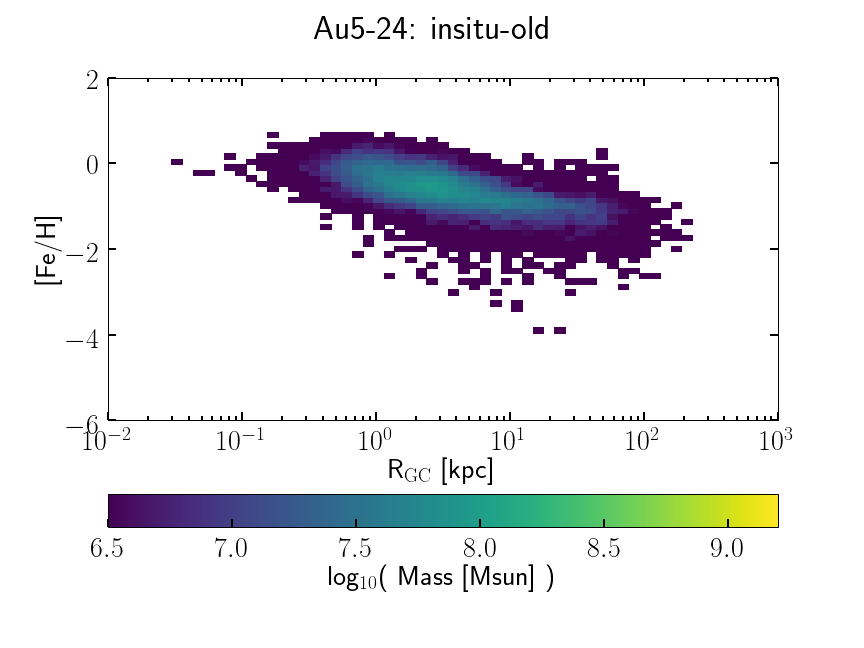 Au5-24: insitu-old
2
0
−2
−4
−6
[Fe/H]
10⁻² 10⁻¹ 10⁰ 10¹ 10² 10³
R_GC [kpc]
6.5 7.0 7.5 8.0 8.5 9.0
log₁₀( Mass [Msun] )